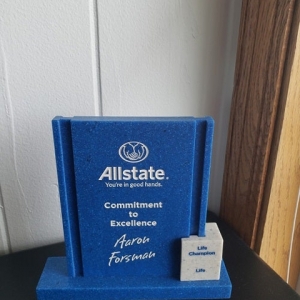 Allstate.
You're in good hands.
Commitment
to
Excellence
Aaron
Forsman
Life
Champion
Life